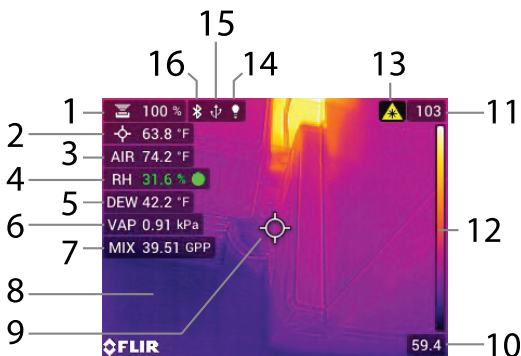 15
16
14
13
1
100 %
103
11
2
63.8 °F
3
AIR 74.2 °F
4
RH 31.6 %
5
DEW 42.2 °F
6
VAP 0.91 kPa
12
7
MIX 39.51 GPP
8
9
FLIR
59.4
10